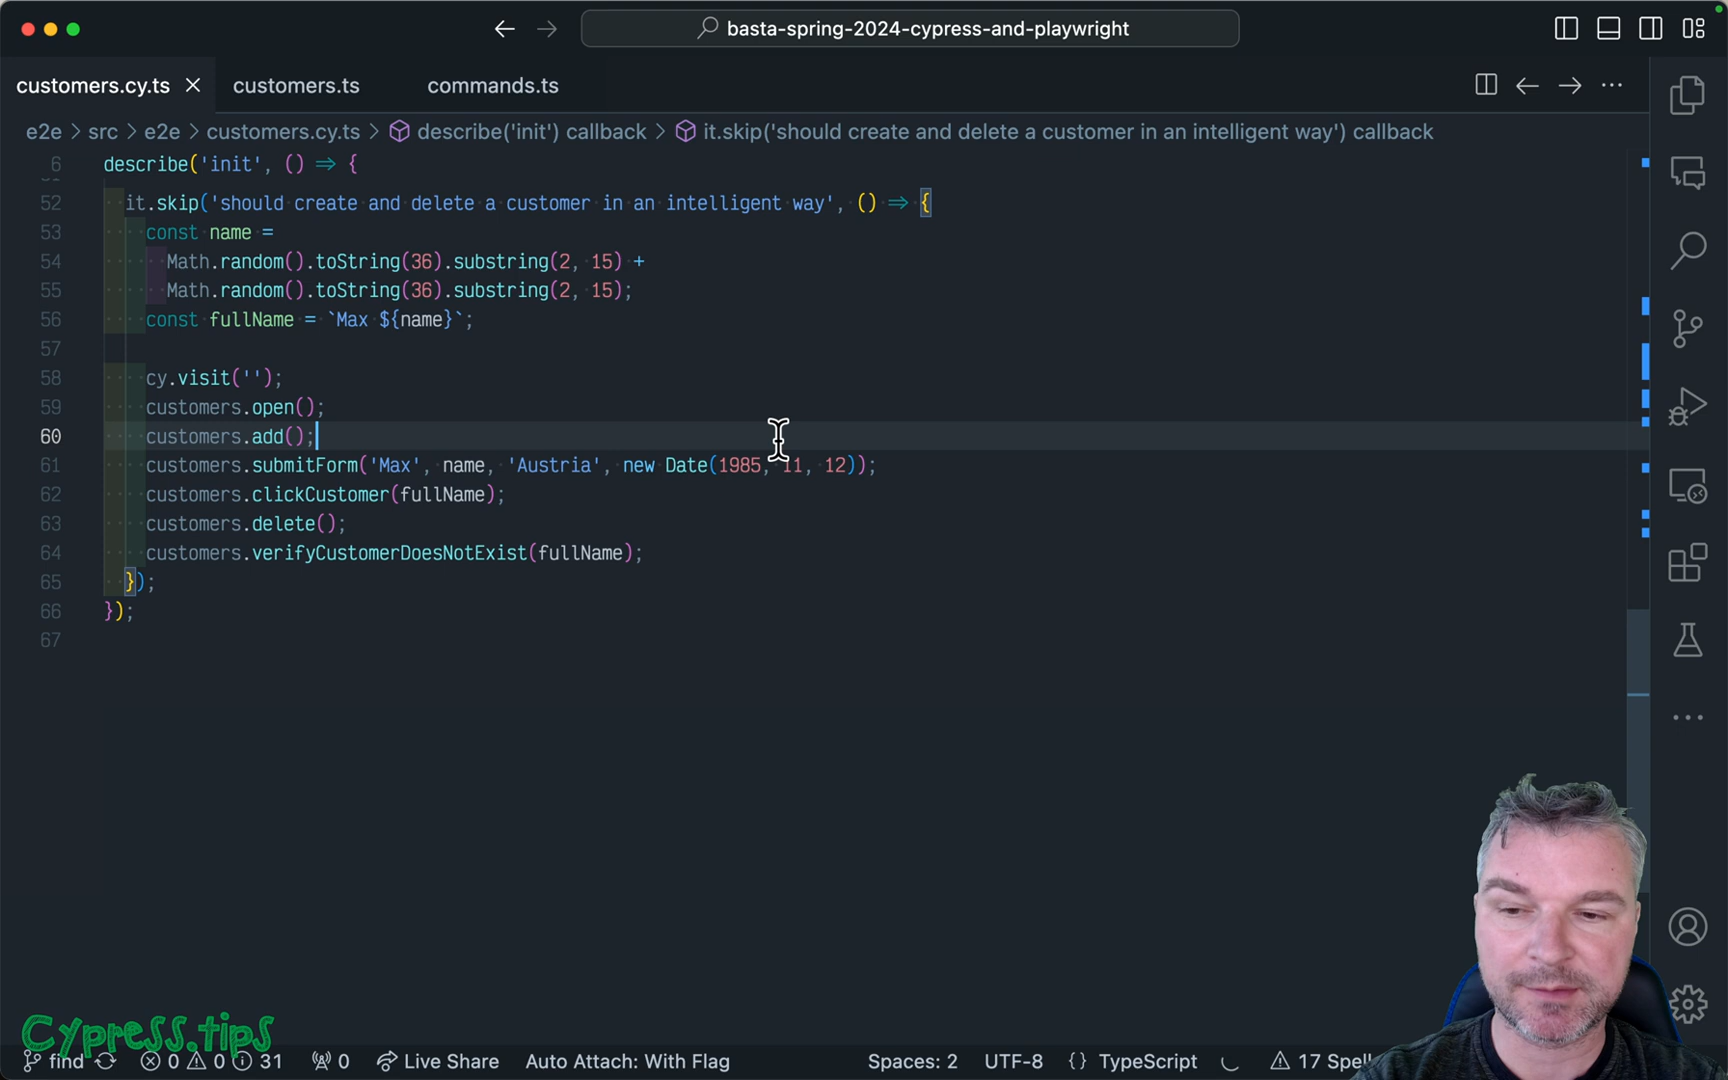 basta-spring-2024-cypress-and-playwright
customers.cy.ts customers.ts commands.ts
e2e > src > e2e > customers.cy.ts > describe('init') callback > it.skip('should create and delete a customer in an intelligent way') callback
6 describe('init', () => {
52 it.skip('should create and delete a customer in an intelligent way', () => {
53 const name =
54 Math.random().toString(36).substring(2, 15) +
55 Math.random().toString(36).substring(2, 15);
56 const fullName = `Max ${name}`;
57
58 cy.visit('');
59 customers.open();
60 customers.add();
61 customers.submitForm('Max', name, 'Austria', new Date(1985, 11, 12));
62 customers.clickCustomer(fullName);
63 customers.delete();
64 customers.verifyCustomerDoesNotExist(fullName);
65 });
66 });
67
Cypress.tips
find 0 0 31 0 Live Share Auto Attach: With Flag Spaces: 2 UTF-8 {} TypeScript 17 Spell